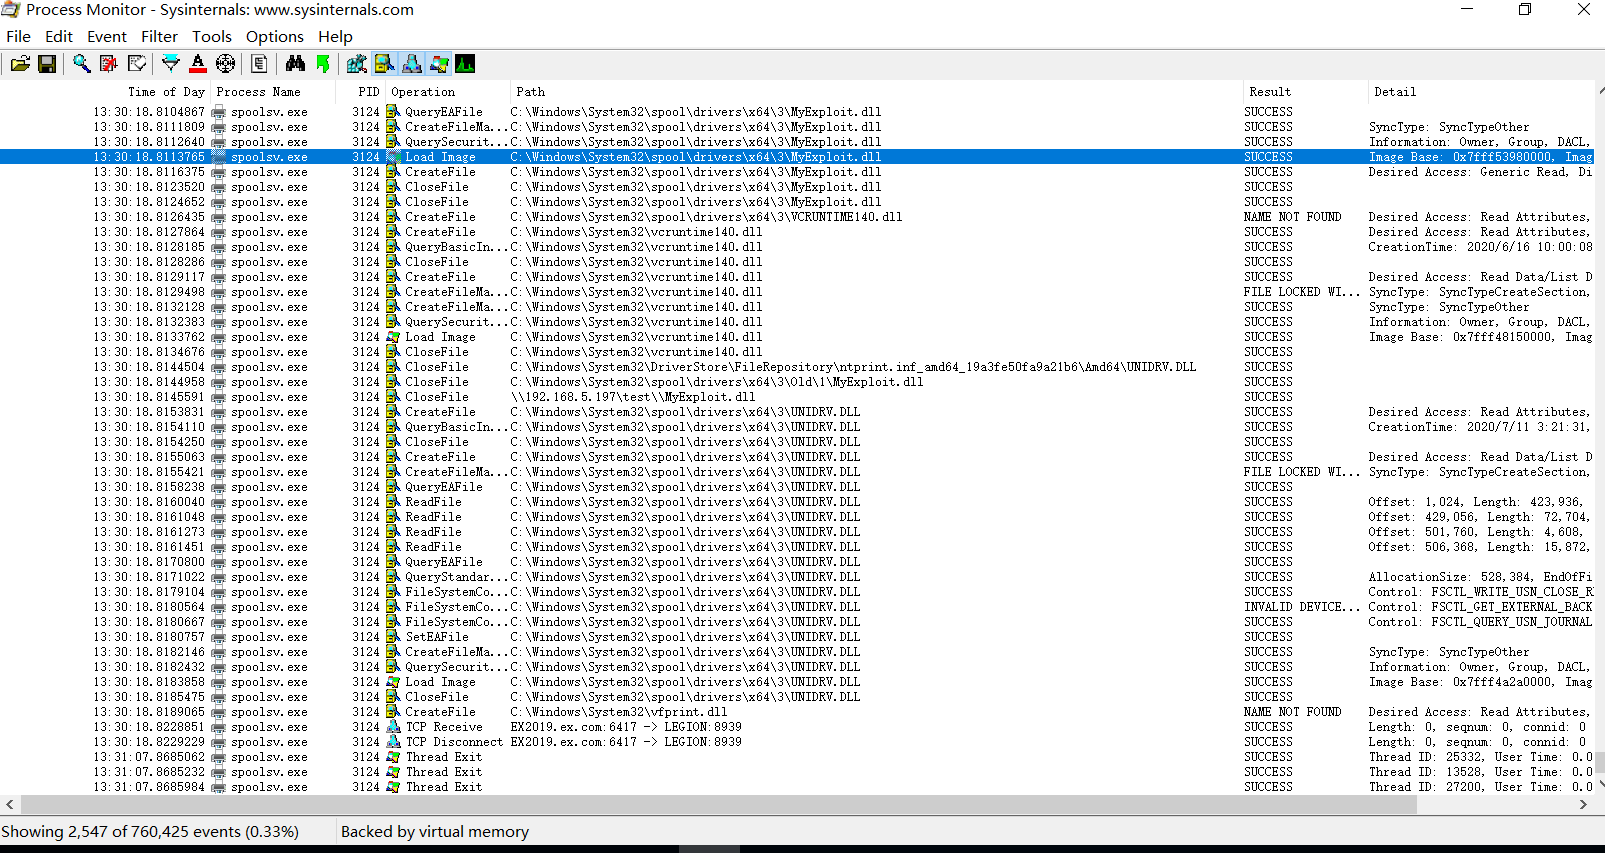 Process Monitor - Sysinternals: www.sysinternals.com
File Edit Event Filter Tools Options Help
Time of Day Process Name PID Operation Path Result Detail
13:30:18.8104867 spoolsv.exe 3124 QueryEAFile C:\Windows\System32\spool\drivers\x64\3\MyExploit.dll SUCCESS
13:30:18.8111809 spoolsv.exe 3124 CreateFileMa... C:\Windows\System32\spool\drivers\x64\3\MyExploit.dll SUCCESS SyncType: SyncTypeOther
13:30:18.8112640 spoolsv.exe 3124 QuerySecurit... C:\Windows\System32\spool\drivers\x64\3\MyExploit.dll SUCCESS Information: Owner, Group, DACL,
13:30:18.8113765 spoolsv.exe 3124 Load Image C:\Windows\System32\spool\drivers\x64\3\MyExploit.dll SUCCESS Image Base: 0x7fff53980000, Imag
13:30:18.8116375 spoolsv.exe 3124 CreateFile C:\Windows\System32\spool\drivers\x64\3\MyExploit.dll SUCCESS Desired Access: Generic Read, Di
13:30:18.8123520 spoolsv.exe 3124 CloseFile C:\Windows\System32\spool\drivers\x64\3\MyExploit.dll SUCCESS
13:30:18.8124652 spoolsv.exe 3124 CloseFile C:\Windows\System32\spool\drivers\x64\3\MyExploit.dll SUCCESS
13:30:18.8126435 spoolsv.exe 3124 CreateFile C:\Windows\System32\spool\drivers\x64\3\VCRUNTIME140.dll NAME NOT FOUND Desired Access: Read Attributes,
13:30:18.8127864 spoolsv.exe 3124 CreateFile C:\Windows\System32\vcruntime140.dll SUCCESS Desired Access: Read Attributes,
13:30:18.8128185 spoolsv.exe 3124 QueryBasicIn... C:\Windows\System32\vcruntime140.dll SUCCESS CreationTime: 2020/6/16 10:00:08
13:30:18.8128286 spoolsv.exe 3124 CloseFile C:\Windows\System32\vcruntime140.dll SUCCESS
13:30:18.8129117 spoolsv.exe 3124 CreateFile C:\Windows\System32\vcruntime140.dll SUCCESS Desired Access: Read Data/List D
13:30:18.8129498 spoolsv.exe 3124 CreateFileMa... C:\Windows\System32\vcruntime140.dll FILE LOCKED WI... SyncType: SyncTypeCreateSection,
13:30:18.8132128 spoolsv.exe 3124 CreateFileMa... C:\Windows\System32\vcruntime140.dll SUCCESS SyncType: SyncTypeOther
13:30:18.8132383 spoolsv.exe 3124 QuerySecurit... C:\Windows\System32\vcruntime140.dll SUCCESS Information: Owner, Group, DACL,
13:30:18.8133762 spoolsv.exe 3124 Load Image C:\Windows\System32\vcruntime140.dll SUCCESS Image Base: 0x7fff48150000, Imag
13:30:18.8134676 spoolsv.exe 3124 CloseFile C:\Windows\System32\vcruntime140.dll SUCCESS
13:30:18.8144504 spoolsv.exe 3124 CloseFile C:\Windows\System32\DriverStore\FileRepository\ntprint.inf_amd64_19a3fe50fa9a21b6\Amd64\UNIDRV.DLL SUCCESS
13:30:18.8144958 spoolsv.exe 3124 CloseFile C:\Windows\System32\spool\drivers\x64\3\Old\1\MyExploit.dll SUCCESS
13:30:18.8145591 spoolsv.exe 3124 CloseFile \\192.168.5.197\test\\MyExploit.dll SUCCESS
13:30:18.8153831 spoolsv.exe 3124 CreateFile C:\Windows\System32\spool\drivers\x64\3\UNIDRV.DLL SUCCESS Desired Access: Read Attributes,
13:30:18.8154110 spoolsv.exe 3124 QueryBasicIn... C:\Windows\System32\spool\drivers\x64\3\UNIDRV.DLL SUCCESS CreationTime: 2020/7/11 3:21:31,
13:30:18.8154250 spoolsv.exe 3124 CloseFile C:\Windows\System32\spool\drivers\x64\3\UNIDRV.DLL SUCCESS
13:30:18.8155063 spoolsv.exe 3124 CreateFile C:\Windows\System32\spool\drivers\x64\3\UNIDRV.DLL SUCCESS Desired Access: Read Data/List D
13:30:18.8155421 spoolsv.exe 3124 CreateFileMa... C:\Windows\System32\spool\drivers\x64\3\UNIDRV.DLL FILE LOCKED WI... SyncType: SyncTypeCreateSection,
13:30:18.8158238 spoolsv.exe 3124 QueryEAFile C:\Windows\System32\spool\drivers\x64\3\UNIDRV.DLL SUCCESS
13:30:18.8160040 spoolsv.exe 3124 ReadFile C:\Windows\System32\spool\drivers\x64\3\UNIDRV.DLL SUCCESS Offset: 1,024, Length: 423,936,
13:30:18.8161048 spoolsv.exe 3124 ReadFile C:\Windows\System32\spool\drivers\x64\3\UNIDRV.DLL SUCCESS Offset: 429,056, Length: 72,704,
13:30:18.8161273 spoolsv.exe 3124 ReadFile C:\Windows\System32\spool\drivers\x64\3\UNIDRV.DLL SUCCESS Offset: 501,760, Length: 4,608,
13:30:18.8161451 spoolsv.exe 3124 ReadFile C:\Windows\System32\spool\drivers\x64\3\UNIDRV.DLL SUCCESS Offset: 506,368, Length: 15,872,
13:30:18.8170800 spoolsv.exe 3124 QueryEAFile C:\Windows\System32\spool\drivers\x64\3\UNIDRV.DLL SUCCESS
13:30:18.8171022 spoolsv.exe 3124 QueryStandar... C:\Windows\System32\spool\drivers\x64\3\UNIDRV.DLL SUCCESS AllocationSize: 528,384, EndOfFi
13:30:18.8179104 spoolsv.exe 3124 FileSystemCo... C:\Windows\System32\spool\drivers\x64\3\UNIDRV.DLL SUCCESS Control: FSCTL_WRITE_USN_CLOSE_R
13:30:18.8180564 spoolsv.exe 3124 FileSystemCo... C:\Windows\System32\spool\drivers\x64\3\UNIDRV.DLL INVALID DEVICE... Control: FSCTL_GET_EXTERNAL_BACK
13:30:18.8180667 spoolsv.exe 3124 FileSystemCo... C:\Windows\System32\spool\drivers\x64\3\UNIDRV.DLL SUCCESS Control: FSCTL_QUERY_USN_JOURNAL
13:30:18.8180757 spoolsv.exe 3124 SetEAFile C:\Windows\System32\spool\drivers\x64\3\UNIDRV.DLL SUCCESS
13:30:18.8182146 spoolsv.exe 3124 CreateFileMa... C:\Windows\System32\spool\drivers\x64\3\UNIDRV.DLL SUCCESS SyncType: SyncTypeOther
13:30:18.8182432 spoolsv.exe 3124 QuerySecurit... C:\Windows\System32\spool\drivers\x64\3\UNIDRV.DLL SUCCESS Information: Owner, Group, DACL,
13:30:18.8183858 spoolsv.exe 3124 Load Image C:\Windows\System32\spool\drivers\x64\3\UNIDRV.DLL SUCCESS Image Base: 0x7fff4a2a0000, Imag
13:30:18.8185475 spoolsv.exe 3124 CloseFile C:\Windows\System32\spool\drivers\x64\3\UNIDRV.DLL SUCCESS
13:30:18.8189065 spoolsv.exe 3124 CreateFile C:\Windows\System32\vfprint.dll NAME NOT FOUND Desired Access: Read Attributes,
13:30:18.8228851 spoolsv.exe 3124 TCP Receive EX2019.ex.com:6417 -> LEGION:8939 SUCCESS Length: 0, seqnum: 0, connid: 0
13:30:18.8229229 spoolsv.exe 3124 TCP Disconnect EX2019.ex.com:6417 -> LEGION:8939 SUCCESS Length: 0, seqnum: 0, connid: 0
13:31:07.8685062 spoolsv.exe 3124 Thread Exit SUCCESS Thread ID: 25332, User Time: 0.0
13:31:07.8685232 spoolsv.exe 3124 Thread Exit SUCCESS Thread ID: 13528, User Time: 0.0
13:31:07.8685984 spoolsv.exe 3124 Thread Exit SUCCESS Thread ID: 27200, User Time: 0.0
Showing 2,547 of 760,425 events (0.33%) Backed by virtual memory